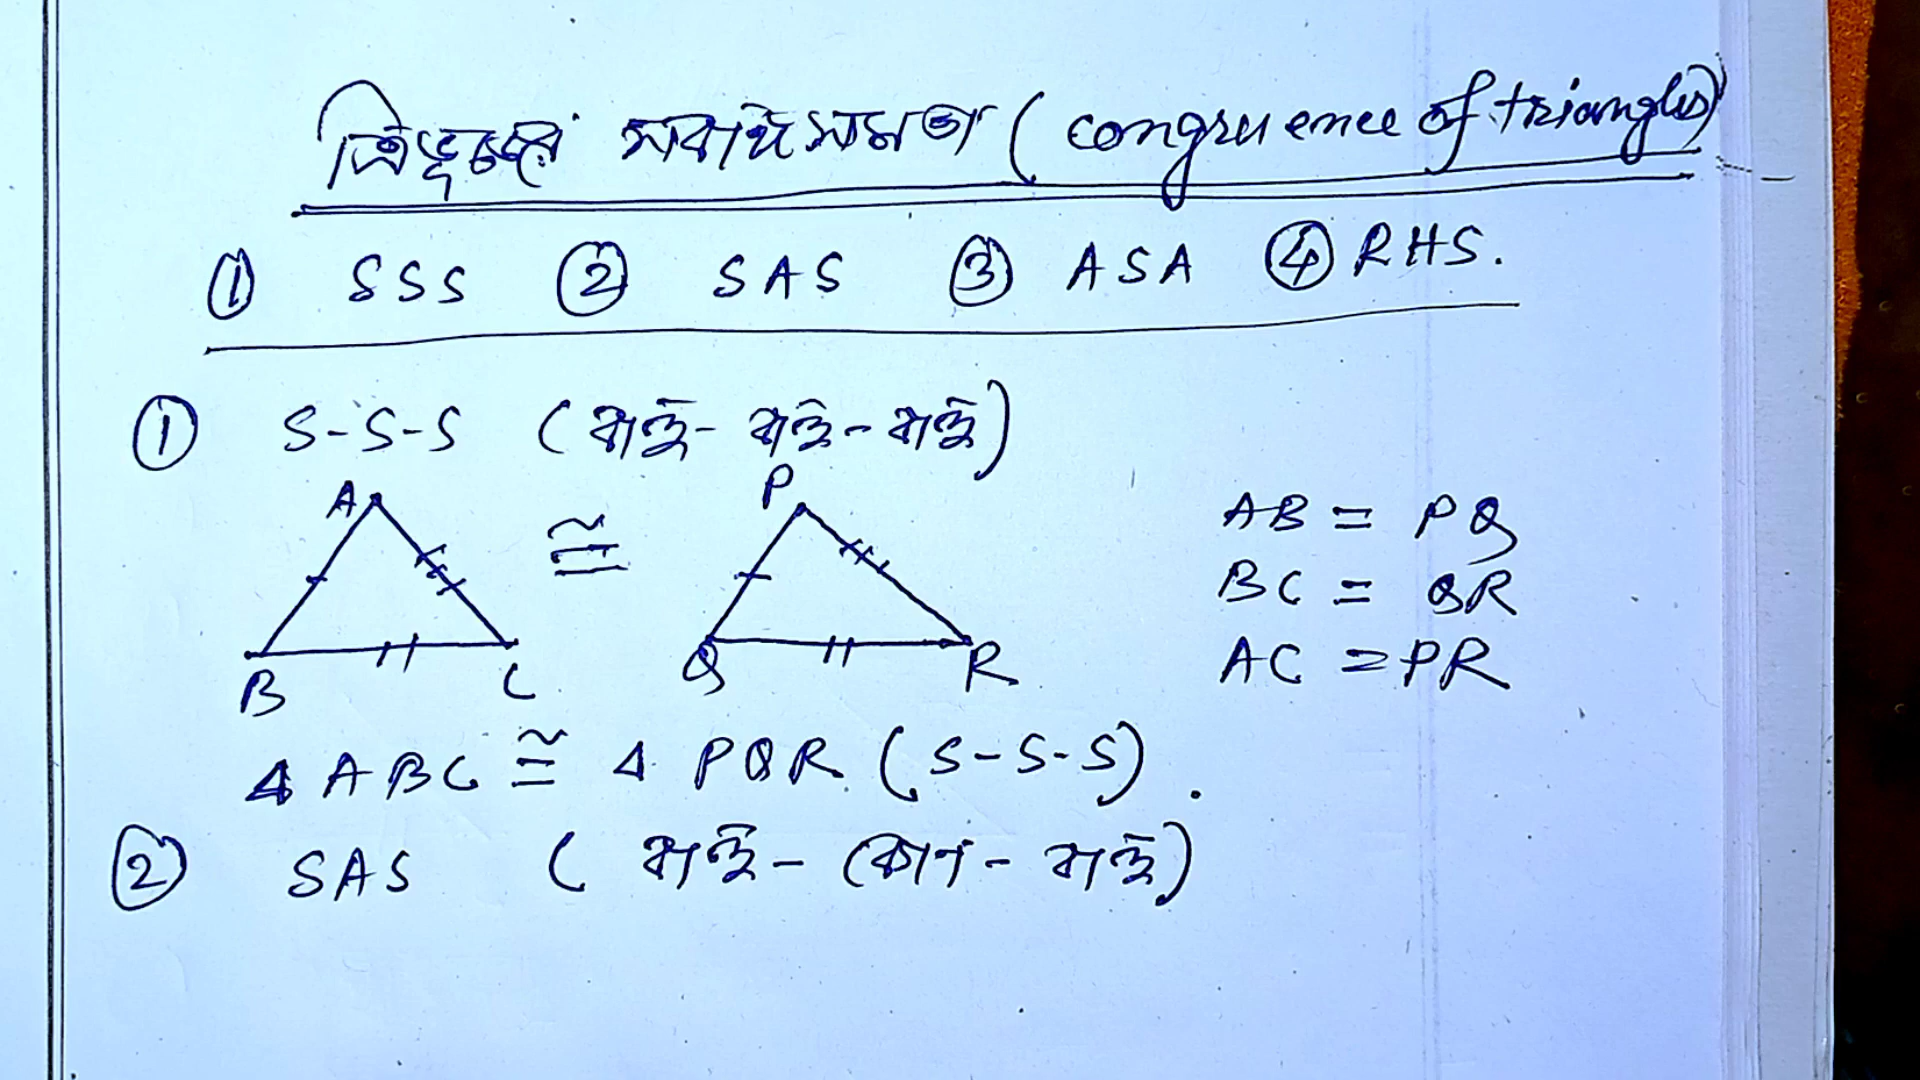 ত্রিভুজের সর্বাঙ্গসমতা (congruence of triangles)
① SSS ② SAS ③ ASA ④ RHS.
① S-S-S (বাহু - বাহু - বাহু)
A ≅ P
B C Q R
AB = PQ
BC = QR
AC = PR
Δ ABC ≅ Δ PQR (S-S-S).
② SAS (বাহু - কোণ - বাহু)